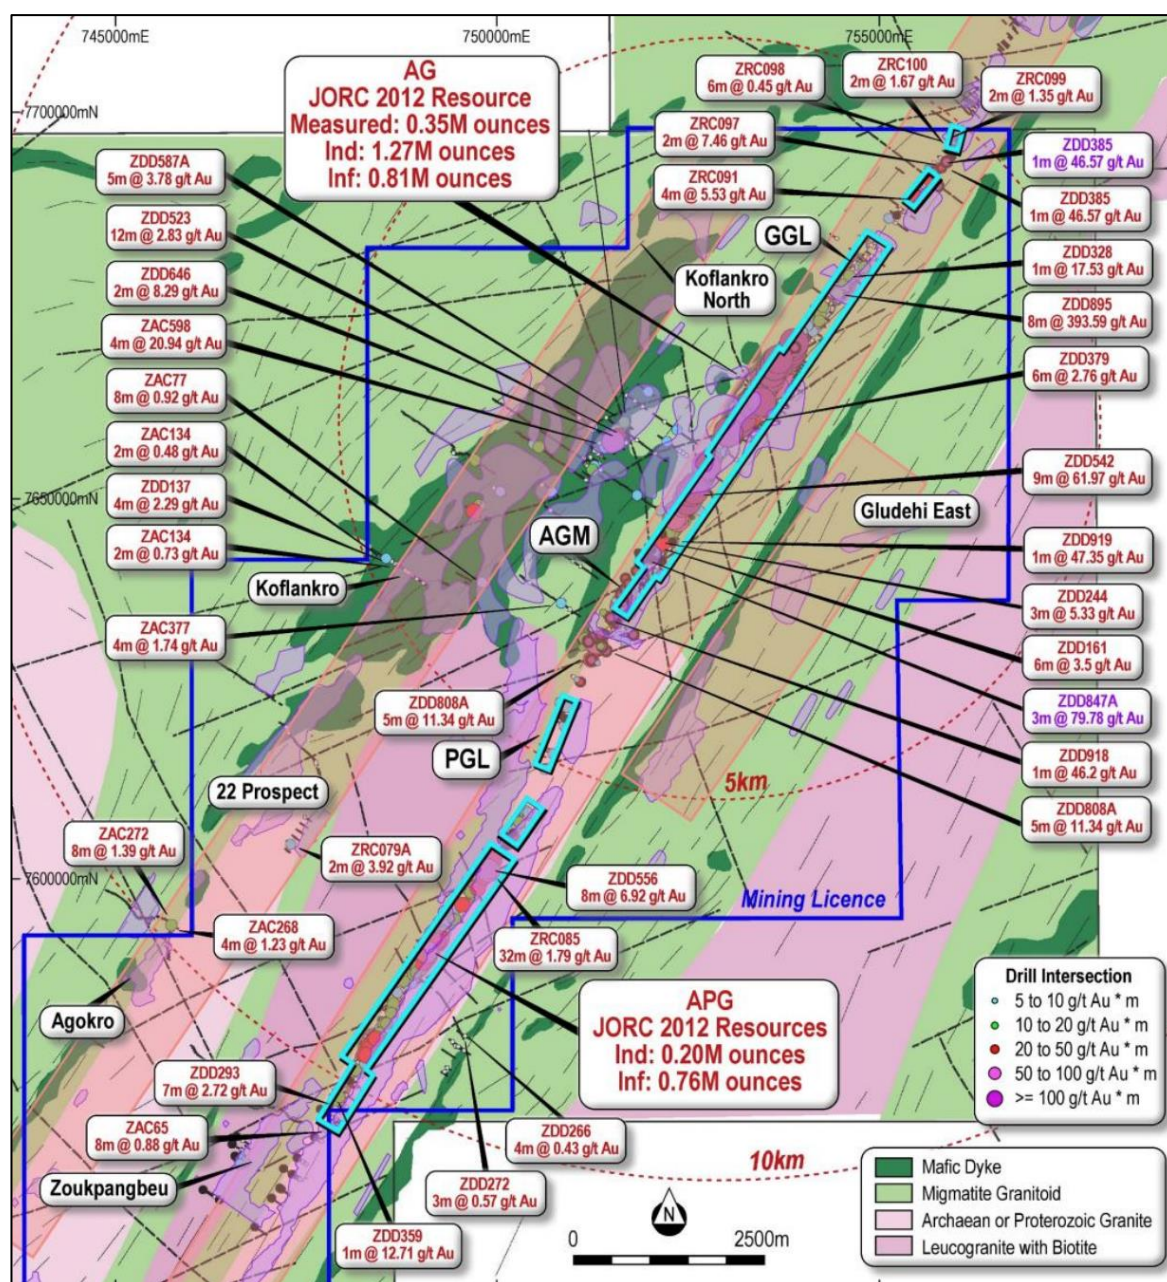 745000mE
750000mE
755000mE
7700000mN
7650000mN
7600000mN
AG
JORC 2012 Resource
Measured: 0.35M ounces
Ind: 1.27M ounces
Inf: 0.81M ounces
ZRC098
6m @ 0.45 g/t Au
ZRC100
2m @ 1.67 g/t Au
ZRC099
2m @ 1.35 g/t Au
ZRC097
2m @ 7.46 g/t Au
ZRC091
4m @ 5.53 g/t Au
ZDD385
1m @ 46.57 g/t Au
ZDD385
1m @ 46.57 g/t Au
ZDD328
1m @ 17.53 g/t Au
ZDD895
8m @ 393.59 g/t Au
ZDD379
6m @ 2.76 g/t Au
ZDD542
9m @ 61.97 g/t Au
ZDD919
1m @ 47.35 g/t Au
ZDD244
3m @ 5.33 g/t Au
ZDD161
6m @ 3.5 g/t Au
ZDD847A
3m @ 79.78 g/t Au
ZDD918
1m @ 46.2 g/t Au
ZDD808A
5m @ 11.34 g/t Au
ZDD587A
5m @ 3.78 g/t Au
ZDD523
12m @ 2.83 g/t Au
ZDD646
2m @ 8.29 g/t Au
ZAC598
4m @ 20.94 g/t Au
ZAC77
8m @ 0.92 g/t Au
ZAC134
2m @ 0.48 g/t Au
ZDD137
4m @ 2.29 g/t Au
ZAC134
2m @ 0.73 g/t Au
ZAC377
4m @ 1.74 g/t Au
GGL
Koflankro
North
AGM
Gludehi East
Koflankro
ZDD808A
5m @ 11.34 g/t Au
PGL
5km
22 Prospect
ZAC272
8m @ 1.39 g/t Au
ZRC079A
2m @ 3.92 g/t Au
ZDD556
8m @ 6.92 g/t Au
Mining Licence
ZAC268
4m @ 1.23 g/t Au
ZRC085
32m @ 1.79 g/t Au
Agokro
APG
JORC 2012 Resources
Ind: 0.20M ounces
Inf: 0.76M ounces
ZDD293
7m @ 2.72 g/t Au
ZAC65
8m @ 0.88 g/t Au
Zoukpangbeu
ZDD266
4m @ 0.43 g/t Au
ZDD272
3m @ 0.57 g/t Au
ZDD359
1m @ 12.71 g/t Au
10km
N
0
2500m
Drill Intersection
5 to 10 g/t Au * m
10 to 20 g/t Au * m
20 to 50 g/t Au * m
50 to 100 g/t Au * m
>= 100 g/t Au * m
Mafic Dyke
Migmatite Granitoid
Archaean or Proterozoic Granite
Leucogranite with Biotite